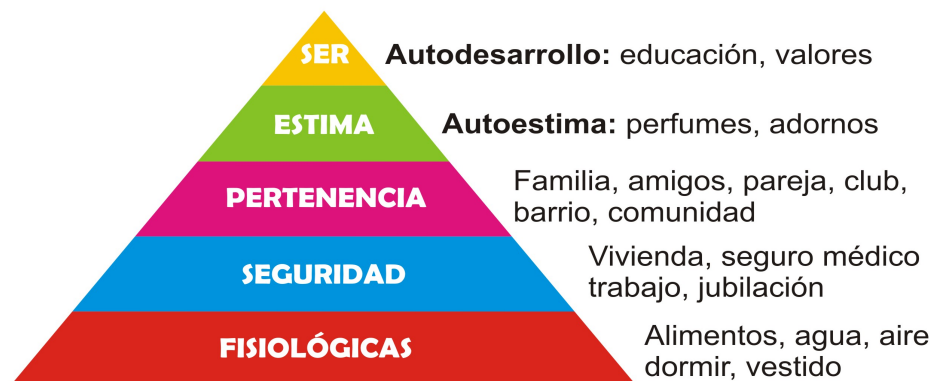 SER
Autodesarrollo: educación, valores
ESTIMA
Autoestima: perfumes, adornos
PERTENENCIA
Familia, amigos, pareja, club,
barrio, comunidad
SEGURIDAD
Vivienda, seguro médico
trabajo, jubilación
FISIOLÓGICAS
Alimentos, agua, aire
dormir, vestido